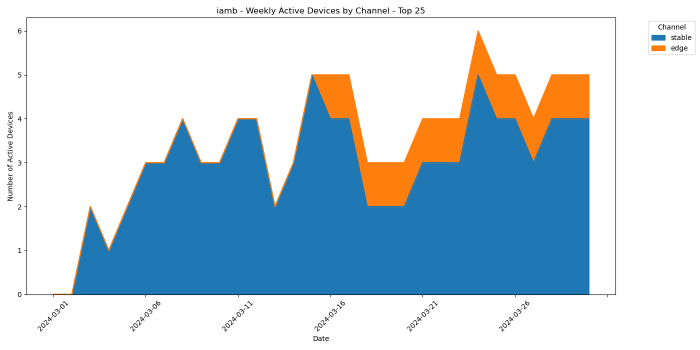 iamb - Weekly Active Devices by Channel - Top 25
Channel
stable
edge
Number of Active Devices
6
5
4
3
2
1
0
2024-03-01
2024-03-06
2024-03-11
2024-03-16
2024-03-21
2024-03-26
Date